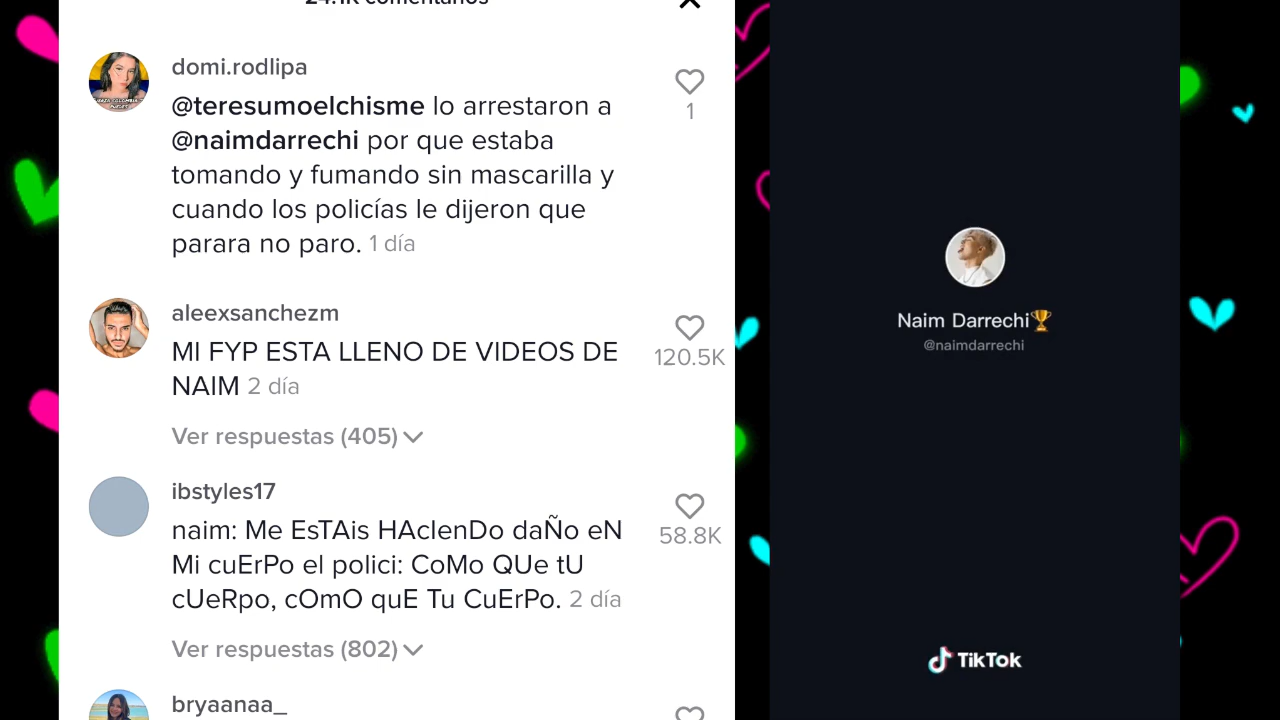 24.1K comentarios
domi.rodlipa
@teresumoelchisme lo arrestaron a
@naimdarrechi por que estaba
tomando y fumando sin mascarilla y
cuando los policías le dijeron que
parara no paro. 1 día
1
aleexsanchezm
MI FYP ESTA LLENO DE VIDEOS DE
NAIM 2 día
120.5K
Ver respuestas (405)
ibstyles17
naim: Me EsTAis HAcIenDo daÑo eN
Mi cuErPo el polici: CoMo QUe tU
cUeRpo, cOmO quE Tu CuErPo. 2 día
58.8K
Ver respuestas (802)
bryaanaa_
Naim Darrechi🏆
@naimdarrechi
TikTok